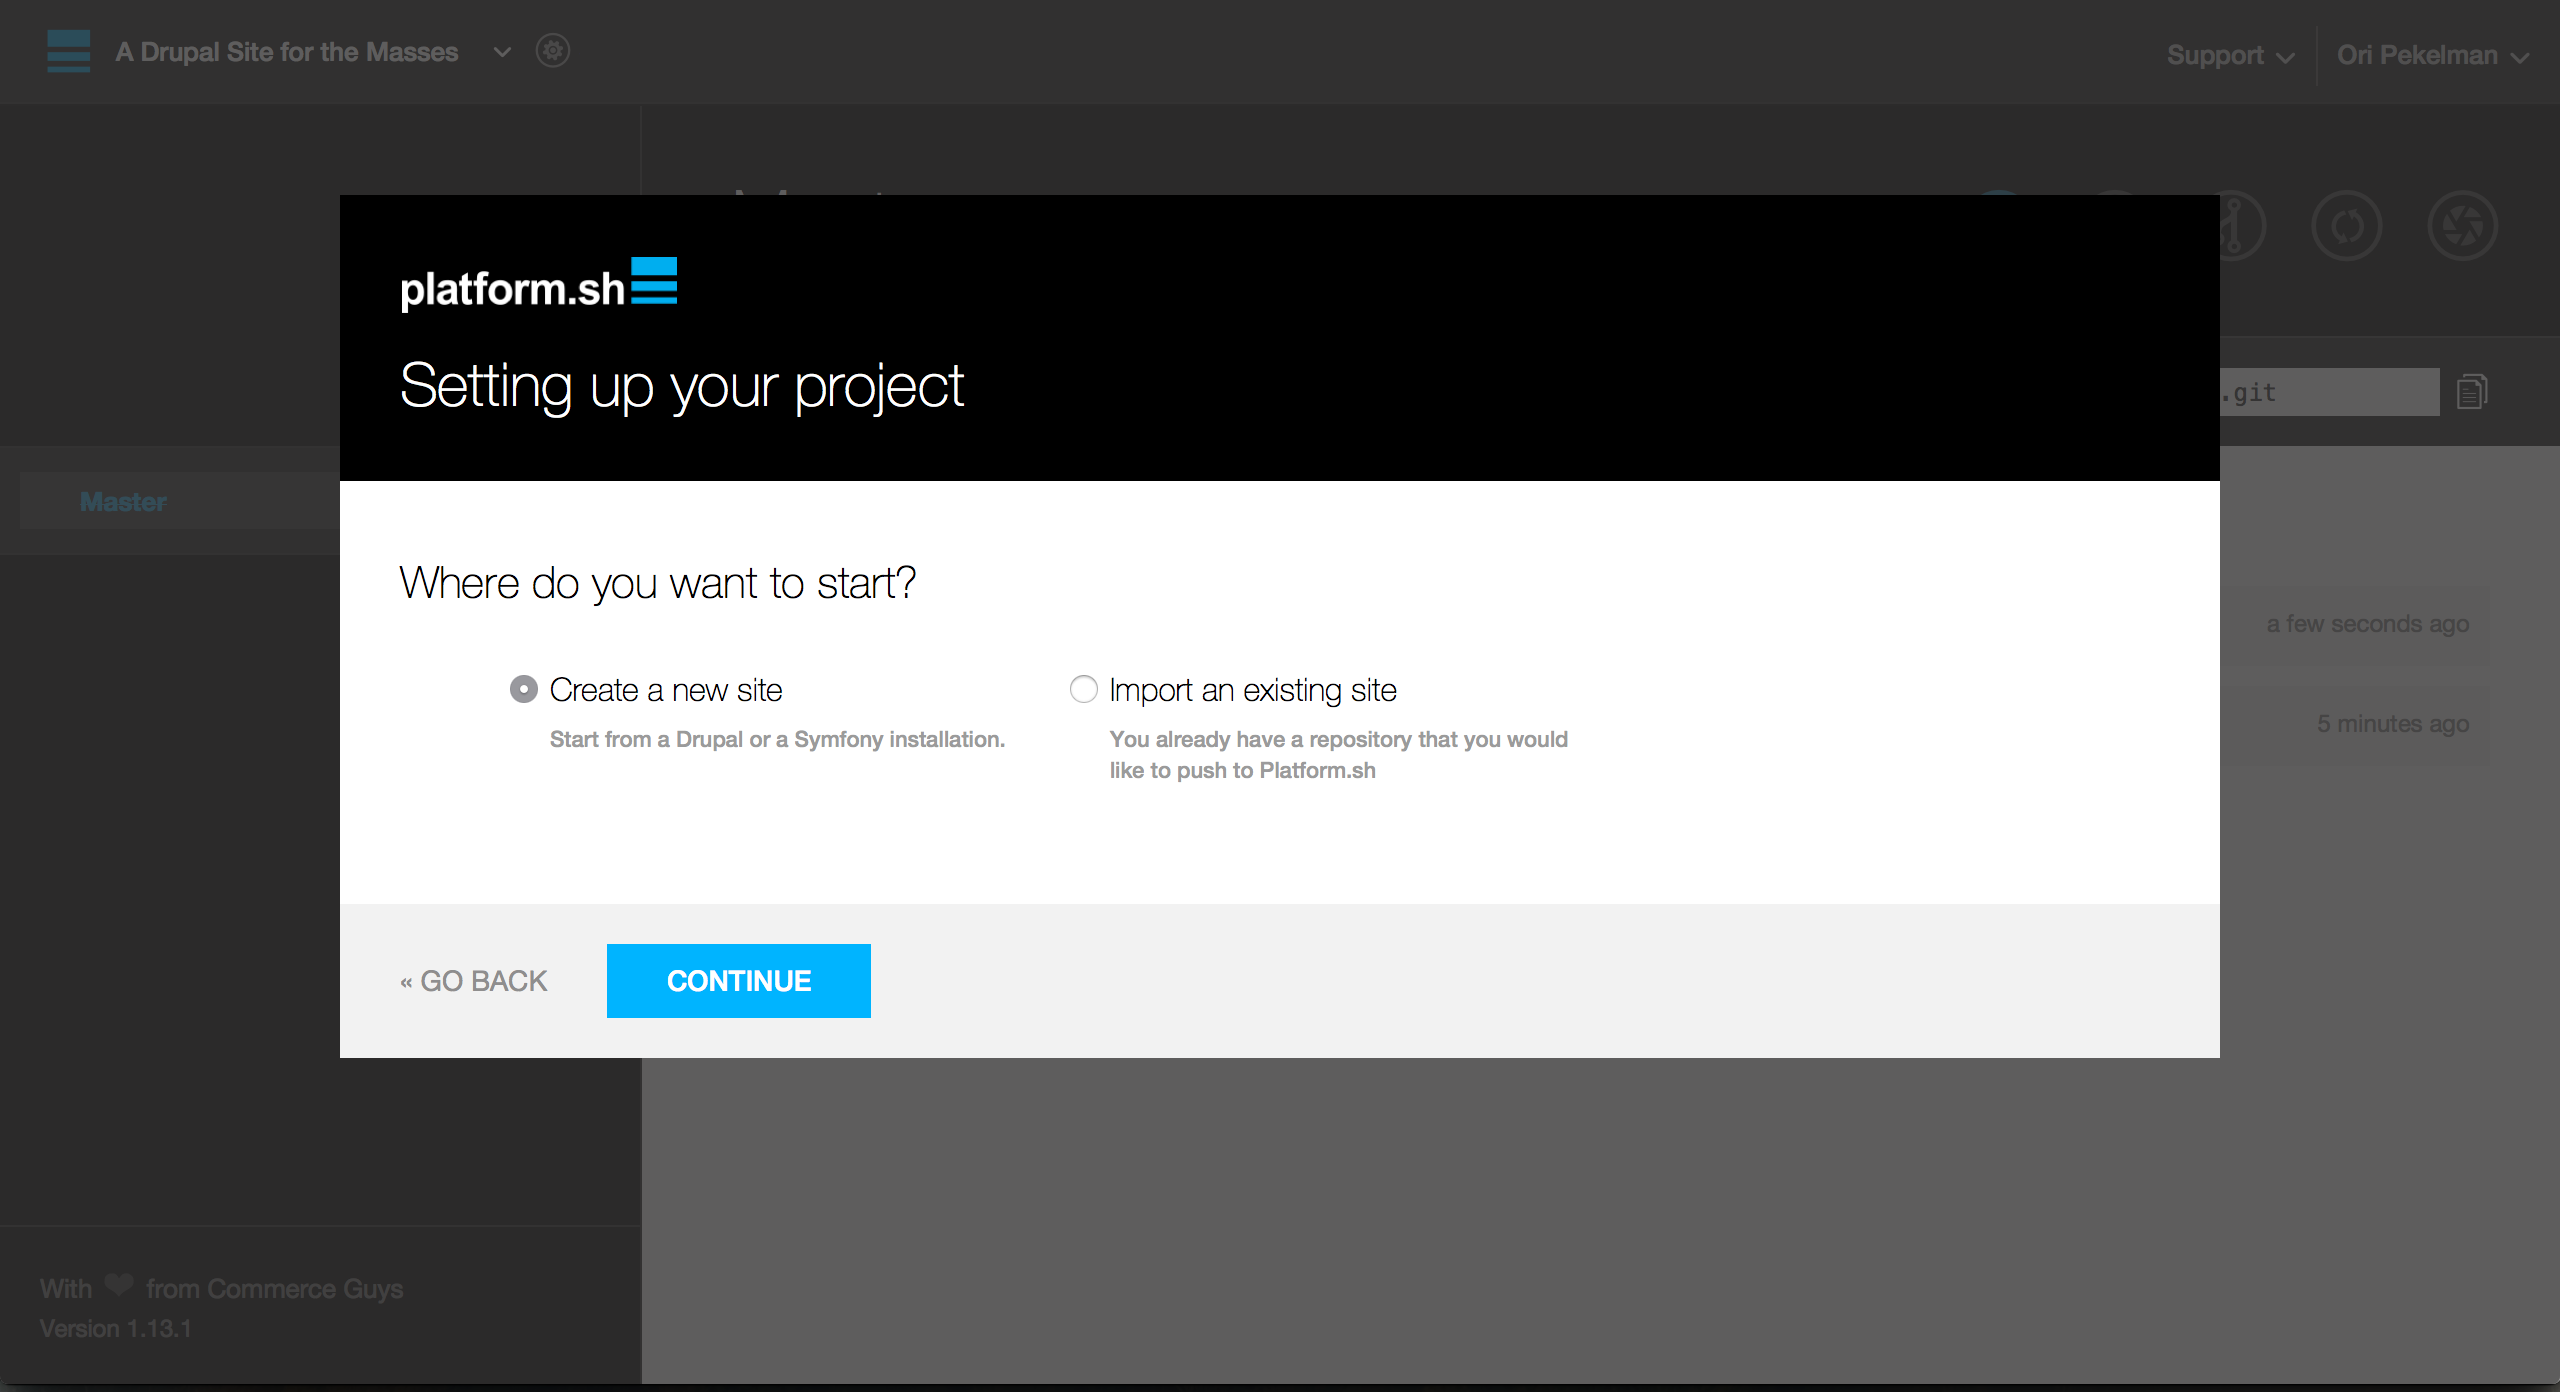 A Drupal Site for the Masses
Support
Ori Pekelman
platform.sh
Setting up your project
.git
Master
Where do you want to start?
a few seconds ago
Create a new site
Import an existing site
5 minutes ago
Start from a Drupal or a Symfony installation.
You already have a repository that you would
like to push to Platform.sh
« GO BACK
CONTINUE
With ❤ from Commerce Guys
Version 1.13.1